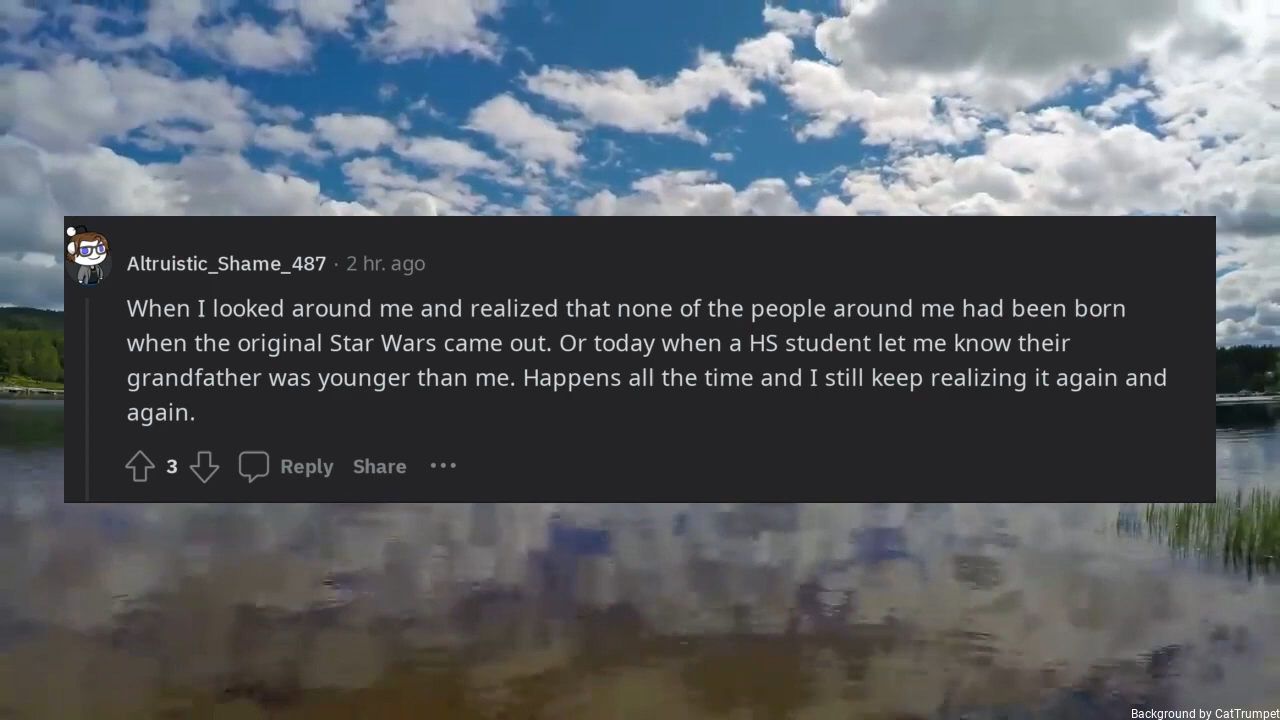 Altruistic_Shame_487 · 2 hr. ago
When I looked around me and realized that none of the people around me had been born
when the original Star Wars came out. Or today when a HS student let me know their
grandfather was younger than me. Happens all the time and I still keep realizing it again and
again.
3 Reply Share ···
Background by CatTrumpet